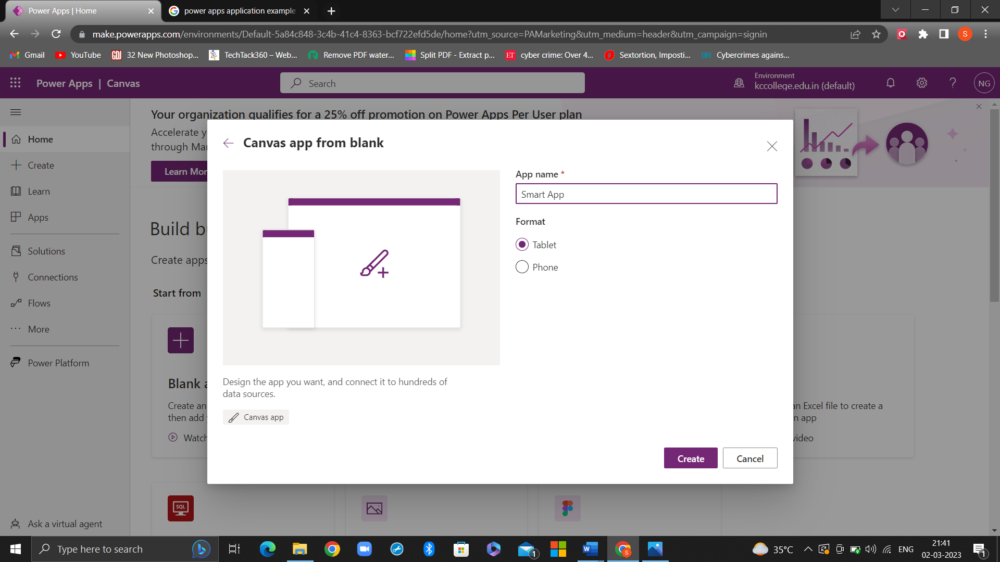 Power Apps | Home
power apps application example
make.powerapps.com/environments/Default-5a84c848-3c4b-41c4-8363-bcf722efd5de/home?utm_source=PAMarketing&utm_medium=header&utm_campaign=signin
S
Gmail
YouTube
GDJ
32 New Photoshop...
TechTack360 – Web...
Remove PDF water...
Split PDF - Extract p...
ET
cyber crime: Over 4...
Sextortion, Imposti...
DH
Cybercrimes agains...
Power Apps | Canvas
Search
Environment
kccollege.edu.in (default)
?
NG
Home
Create
Learn
Apps
Solutions
Connections
Flows
More
Power Platform
Ask a virtual agent
Your organization qualifies for a 25% off promotion on Power Apps Per User plan
Accelerate y
through Mar
Learn Mor
Build b
Create apps
Start from
Blank a
Create an
then add
Watch
an Excel file to create a
n app
video
SQL
Canvas app from blank
Design the app you want, and connect it to hundreds of
data sources.
Canvas app
App name *
Smart App
Format
Tablet
Phone
Create
Cancel
Type here to search
1
S
35°C
ENG
21:41
02-03-2023
1